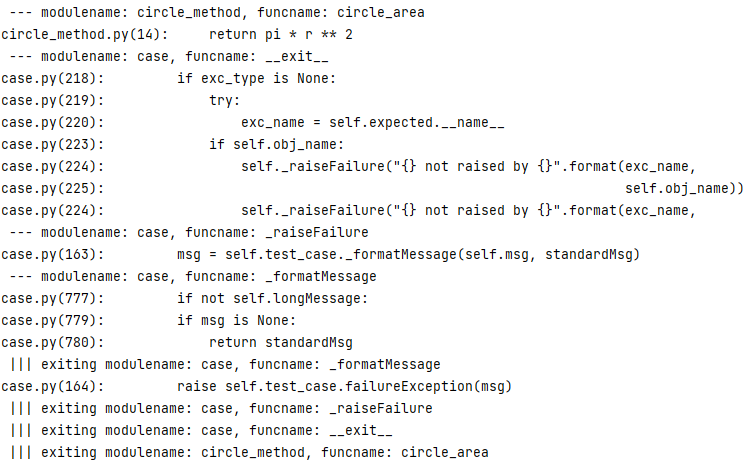 --- modulename: circle_method, funcname: circle_area
circle_method.py(14):     return pi * r ** 2
 --- modulename: case, funcname: __exit__
case.py(218):         if exc_type is None:
case.py(219):             try:
case.py(220):                 exc_name = self.expected.__name__
case.py(223):             if self.obj_name:
case.py(224):                 self._raiseFailure("{} not raised by {}".format(exc_name,
case.py(225):                                                                 self.obj_name))
case.py(224):                 self._raiseFailure("{} not raised by {}".format(exc_name,
 --- modulename: case, funcname: _raiseFailure
case.py(163):         msg = self.test_case._formatMessage(self.msg, standardMsg)
 --- modulename: case, funcname: _formatMessage
case.py(777):         if not self.longMessage:
case.py(779):         if msg is None:
case.py(780):             return standardMsg
 ||| exiting modulename: case, funcname: _formatMessage
case.py(164):         raise self.test_case.failureException(msg)
 ||| exiting modulename: case, funcname: _raiseFailure
 ||| exiting modulename: case, funcname: __exit__
 ||| exiting modulename: circle_method, funcname: circle_area